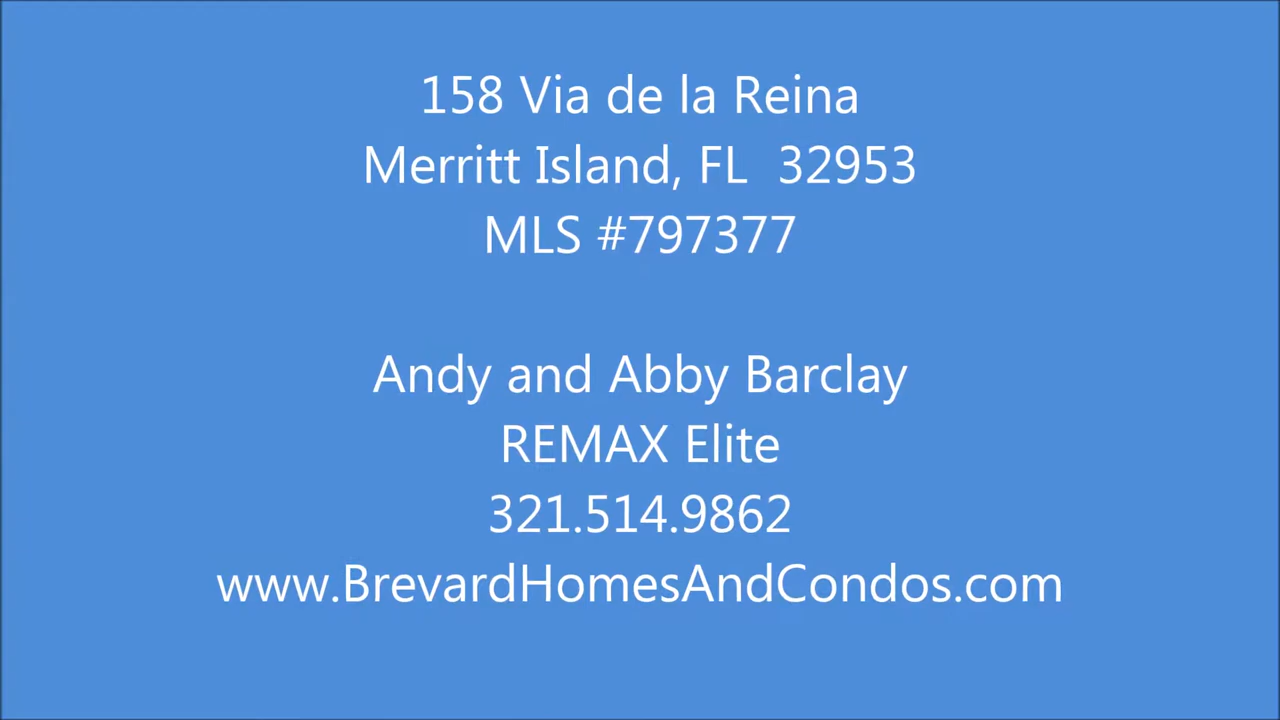 158 Via de la Reina
Merritt Island, FL  32953
MLS #797377
Andy and Abby Barclay
REMAX Elite
321.514.9862
www.BrevardHomesAndCondos.com